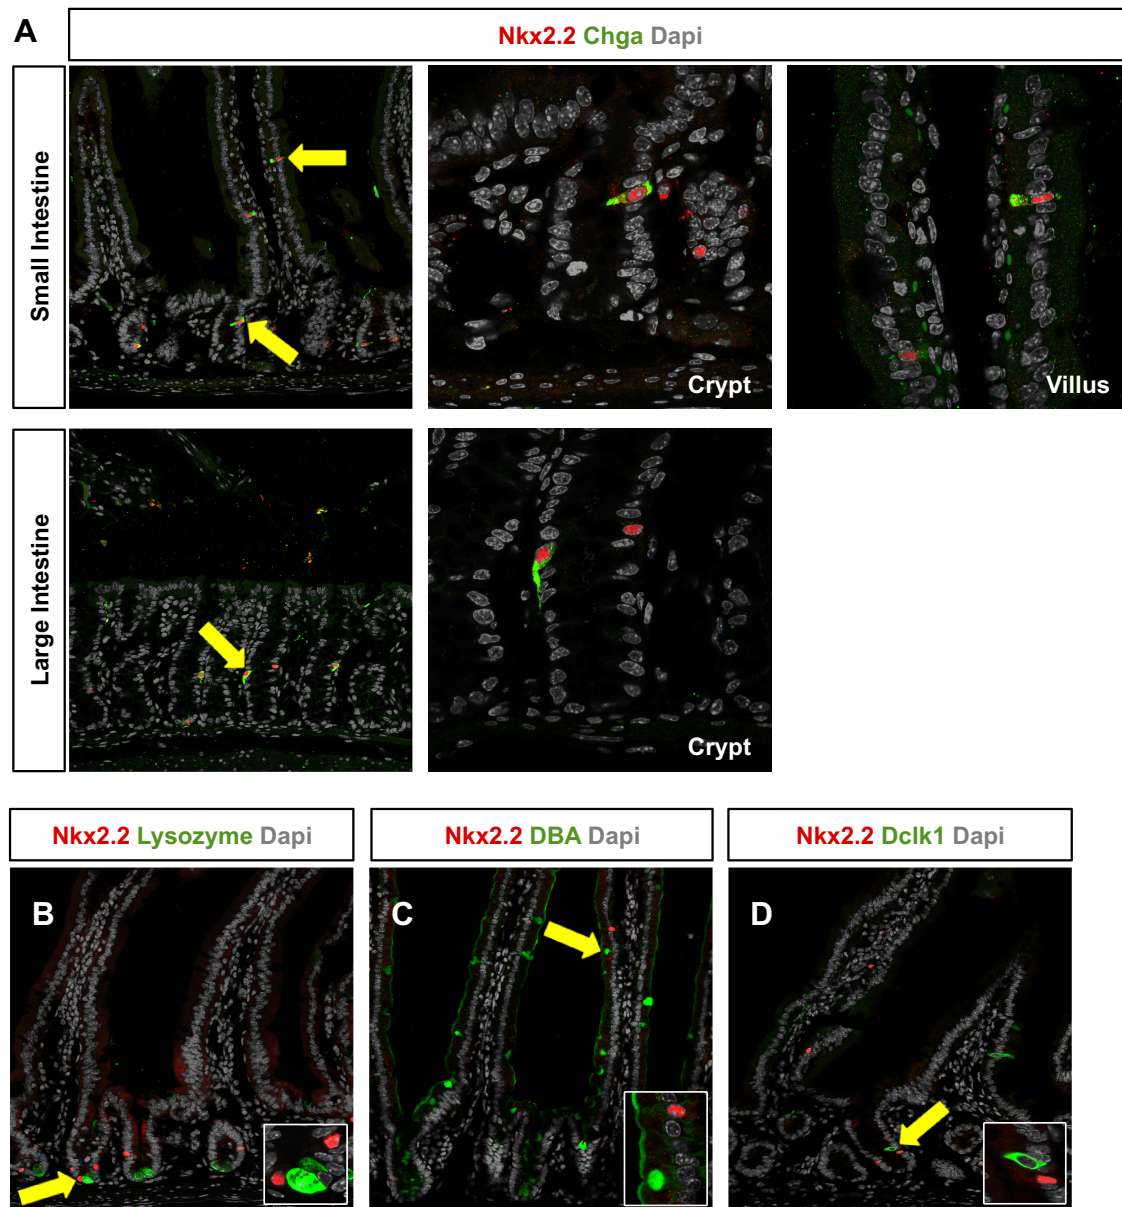 A
Nkx2.2 Chga Dapi
Small Intestine
Crypt
Villus
Large Intestine
Crypt
Nkx2.2 Lysozyme Dapi
Nkx2.2 DBA Dapi
Nkx2.2 Dclk1 Dapi
B
C
D